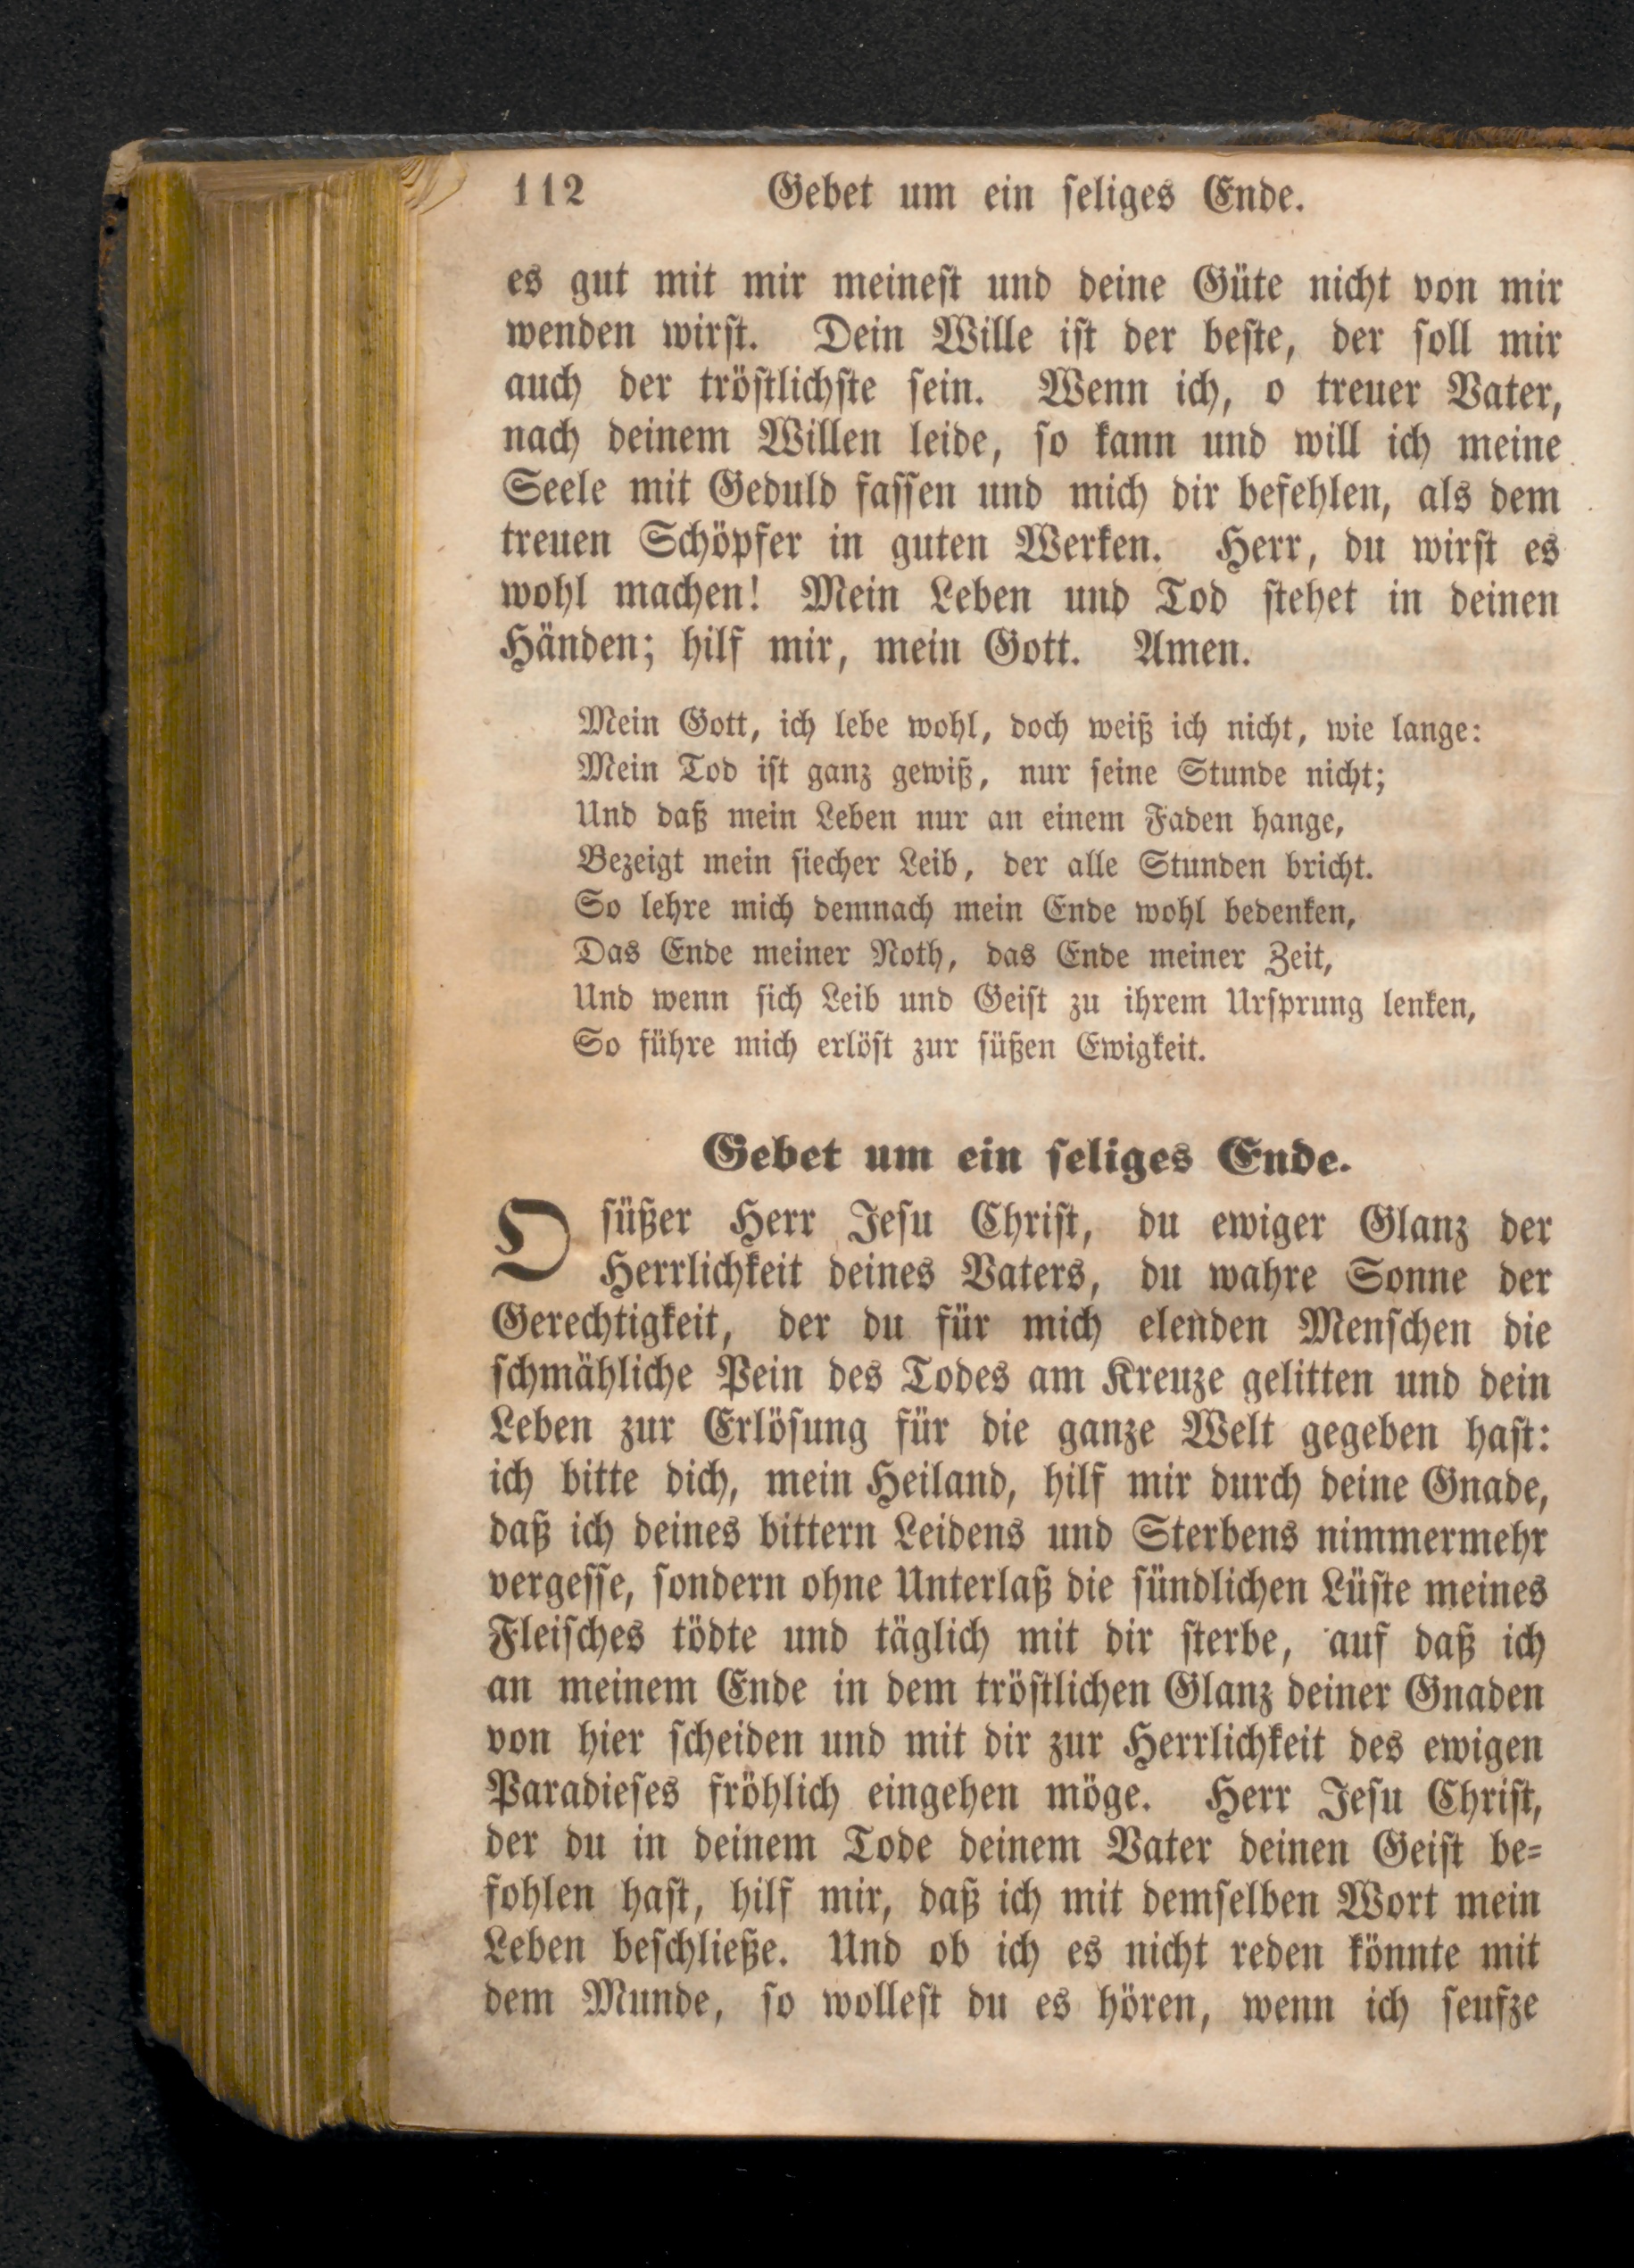 112 Gebet um ein ſeliges Ende.
es gut mit mir meineſt und deine Güte nicht von mir
wenden wirſt. Dein Wille iſt der beſte, der ſoll mir
auch der tröſtlichſte ſein. Wenn ich, o treuer Vater,
nach deinem Willen leide, ſo kann und will ich meine
Seele mit Geduld faſſen und mich dir befehlen, als dem
treuen Schöpfer in guten Werken. Herr, du wirſt es
wohl machen! Mein Leben und Tod ſtehet in deinen
Händen; hilf mir, mein Gott. Amen.
Mein Gott, ich lebe wohl, doch weiß ich nicht, wie lange:
Mein Tod iſt ganz gewiß, nur ſeine Stunde nicht;
Und daß mein Leben nur an einem Faden hange,
Bezeigt mein ſiecher Leib, der alle Stunden bricht.
So lehre mich demnach mein Ende wohl bedenken,
Das Ende meiner Noth, das Ende meiner Zeit,
Und wenn ſich Leib und Geiſt zu ihrem Urſprung lenken,
So führe mich erlöſt zur ſüßen Ewigkeit.
Gebet um ein ſeliges Ende.
O ſüßer Herr Jeſu Chriſt, du ewiger Glanz der
Herrlichkeit deines Vaters, du wahre Sonne der
Gerechtigkeit, der du für mich elenden Menſchen die
ſchmähliche Pein des Todes am Kreuze gelitten und dein
Leben zur Erlöſung für die ganze Welt gegeben haſt:
ich bitte dich, mein Heiland, hilf mir durch deine Gnade,
daß ich deines bittern Leidens und Sterbens nimmermehr
vergeſſe, ſondern ohne Unterlaß die ſündlichen Lüſte meines
Fleiſches tödte und täglich mit dir ſterbe, auf daß ich
an meinem Ende in dem tröſtlichen Glanz deiner Gnaden
von hier ſcheiden und mit dir zur Herrlichkeit des ewigen
Paradieſes fröhlich eingehen möge. Herr Jeſu Chriſt,
der du in deinem Tode deinem Vater deinen Geiſt be-
fohlen haſt, hilf mir, daß ich mit demſelben Wort mein
Leben beſchließe. Und ob ich es nicht reden könnte mit
dem Munde, ſo wolleſt du es hören, wenn ich ſeufze